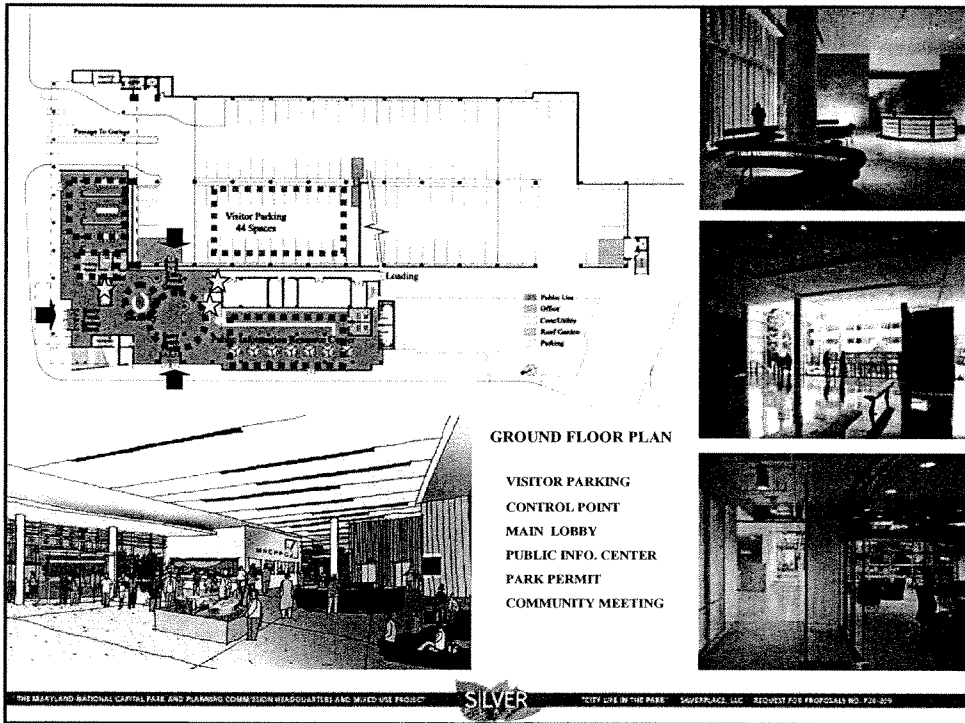 Passage To Garage
Visitor Parking
44 Spaces
Loading
Public Use
Office
Core/Utility
Roof Garden
Parking
Public Information Resource
GROUND FLOOR PLAN
VISITOR PARKING
CONTROL POINT
MAIN LOBBY
PUBLIC INFO. CENTER
PARK PERMIT
COMMUNITY MEETING
THE MARYLAND-NATIONAL CAPITAL PARK AND PLANNING COMMISSION HEADQUARTERS AND MIXED-USE PROJECT
SILVER
"CITY LIFE IN THE PARK" SILVERPLACE, LLC REQUEST FOR PROPOSALS NO.